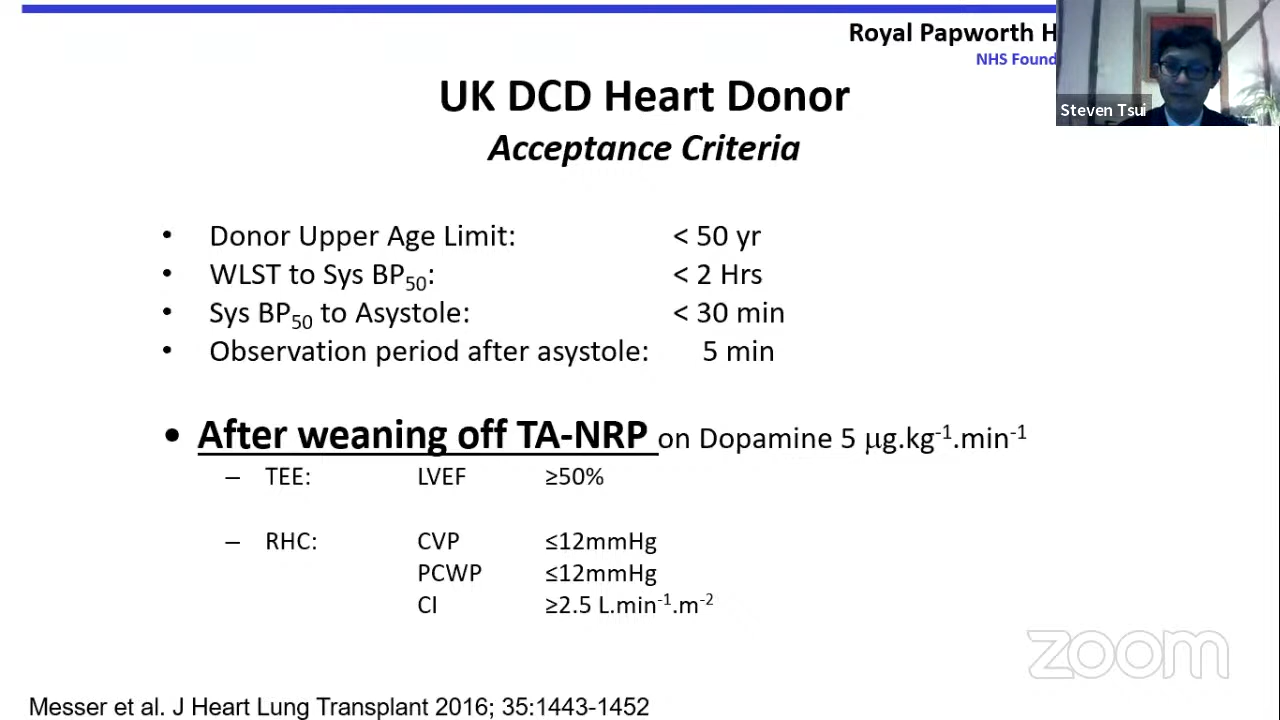 Royal Papworth H
NHS Found
Steven Tsui
UK DCD Heart Donor
Acceptance Criteria
• Donor Upper Age Limit: < 50 yr
• WLST to Sys BP₅₀: < 2 Hrs
• Sys BP₅₀ to Asystole: < 30 min
• Observation period after asystole: 5 min
• After weaning off TA-NRP on Dopamine 5 μg.kg⁻¹.min⁻¹
– TEE: LVEF ≥50%
– RHC: CVP ≤12mmHg
PCWP ≤12mmHg
CI ≥2.5 L.min⁻¹.m⁻²
zoom
Messer et al. J Heart Lung Transplant 2016; 35:1443-1452